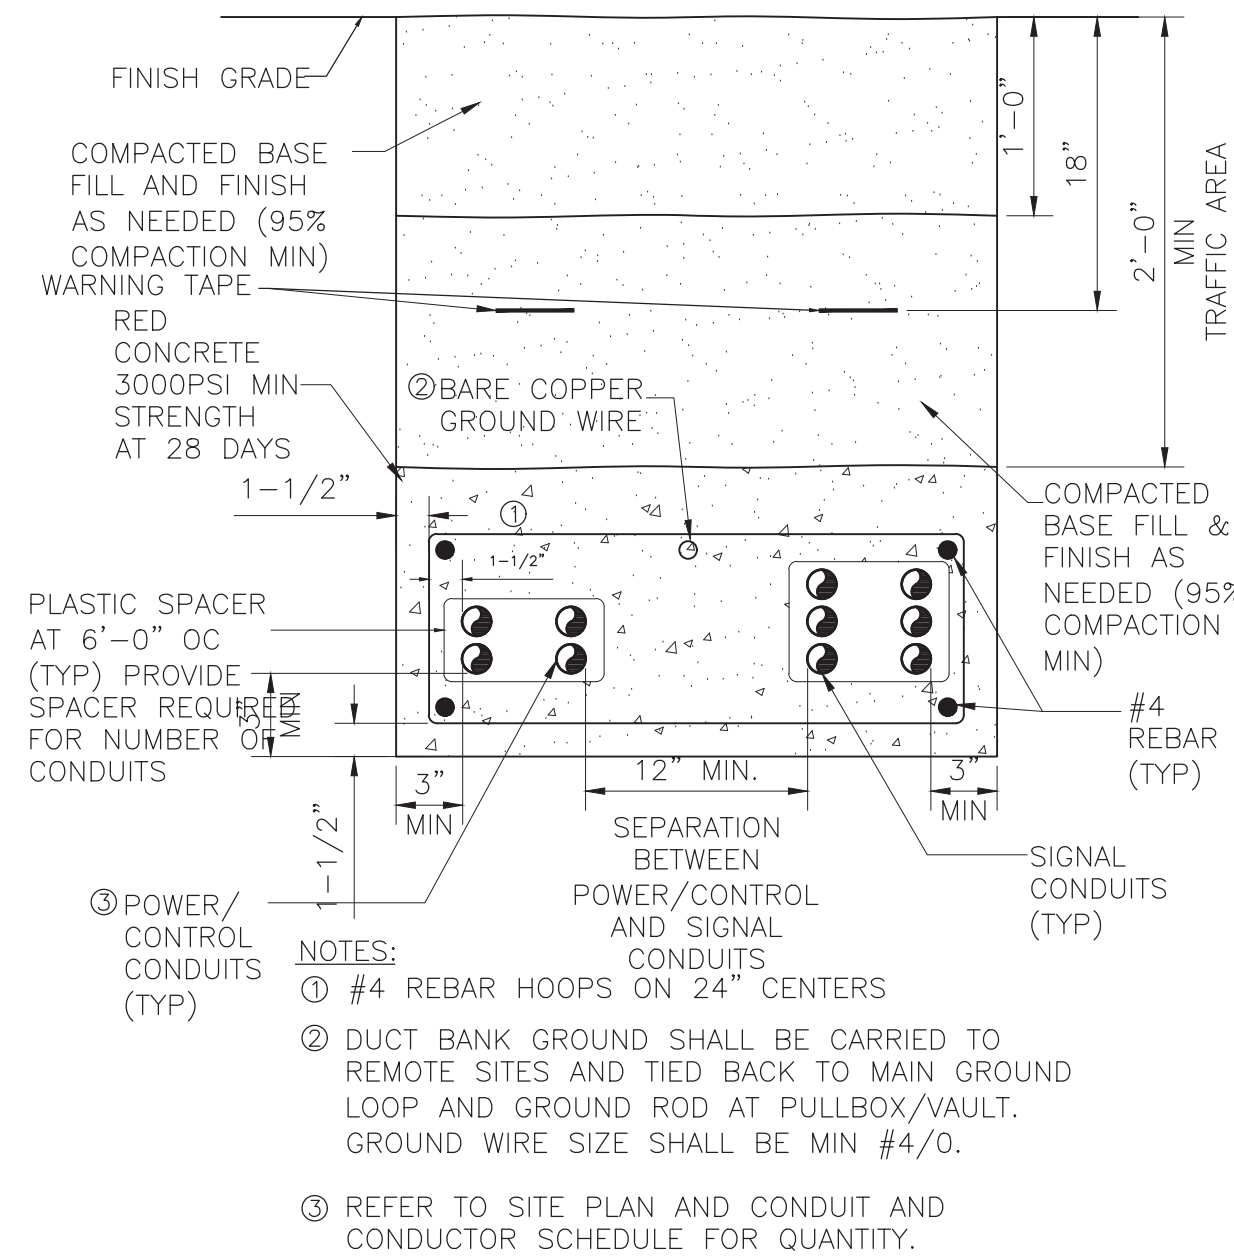 FINISH GRADE
COMPACTED BASE
FILL AND FINISH
AS NEEDED (95%
COMPACTION MIN)
WARNING TAPE
RED
CONCRETE
3000PSI MIN
STRENGTH
AT 28 DAYS
1-1/2"
② BARE COPPER
GROUND WIRE
1'-0"
18"
2'-0"
MIN
TRAFFIC AREA
①
1-1/2"
COMPACTED
BASE FILL &
FINISH AS
NEEDED (95%
COMPACTION
MIN)
PLASTIC SPACER
AT 6'-0" OC
(TYP) PROVIDE
SPACER REQUIRED
FOR NUMBER OF
CONDUITS
3"
MIN
#4
REBAR
(TYP)
3"
MIN
12" MIN.
3"
MIN
1-1/2"
SEPARATION
BETWEEN
POWER/CONTROL
AND SIGNAL
CONDUITS
SIGNAL
CONDUITS
(TYP)
③ POWER/
CONTROL
CONDUITS
(TYP)
NOTES:
① #4 REBAR HOOPS ON 24" CENTERS
② DUCT BANK GROUND SHALL BE CARRIED TO
REMOTE SITES AND TIED BACK TO MAIN GROUND
LOOP AND GROUND ROD AT PULLBOX/VAULT.
GROUND WIRE SIZE SHALL BE MIN #4/0.
③ REFER TO SITE PLAN AND CONDUIT AND
CONDUCTOR SCHEDULE FOR QUANTITY.